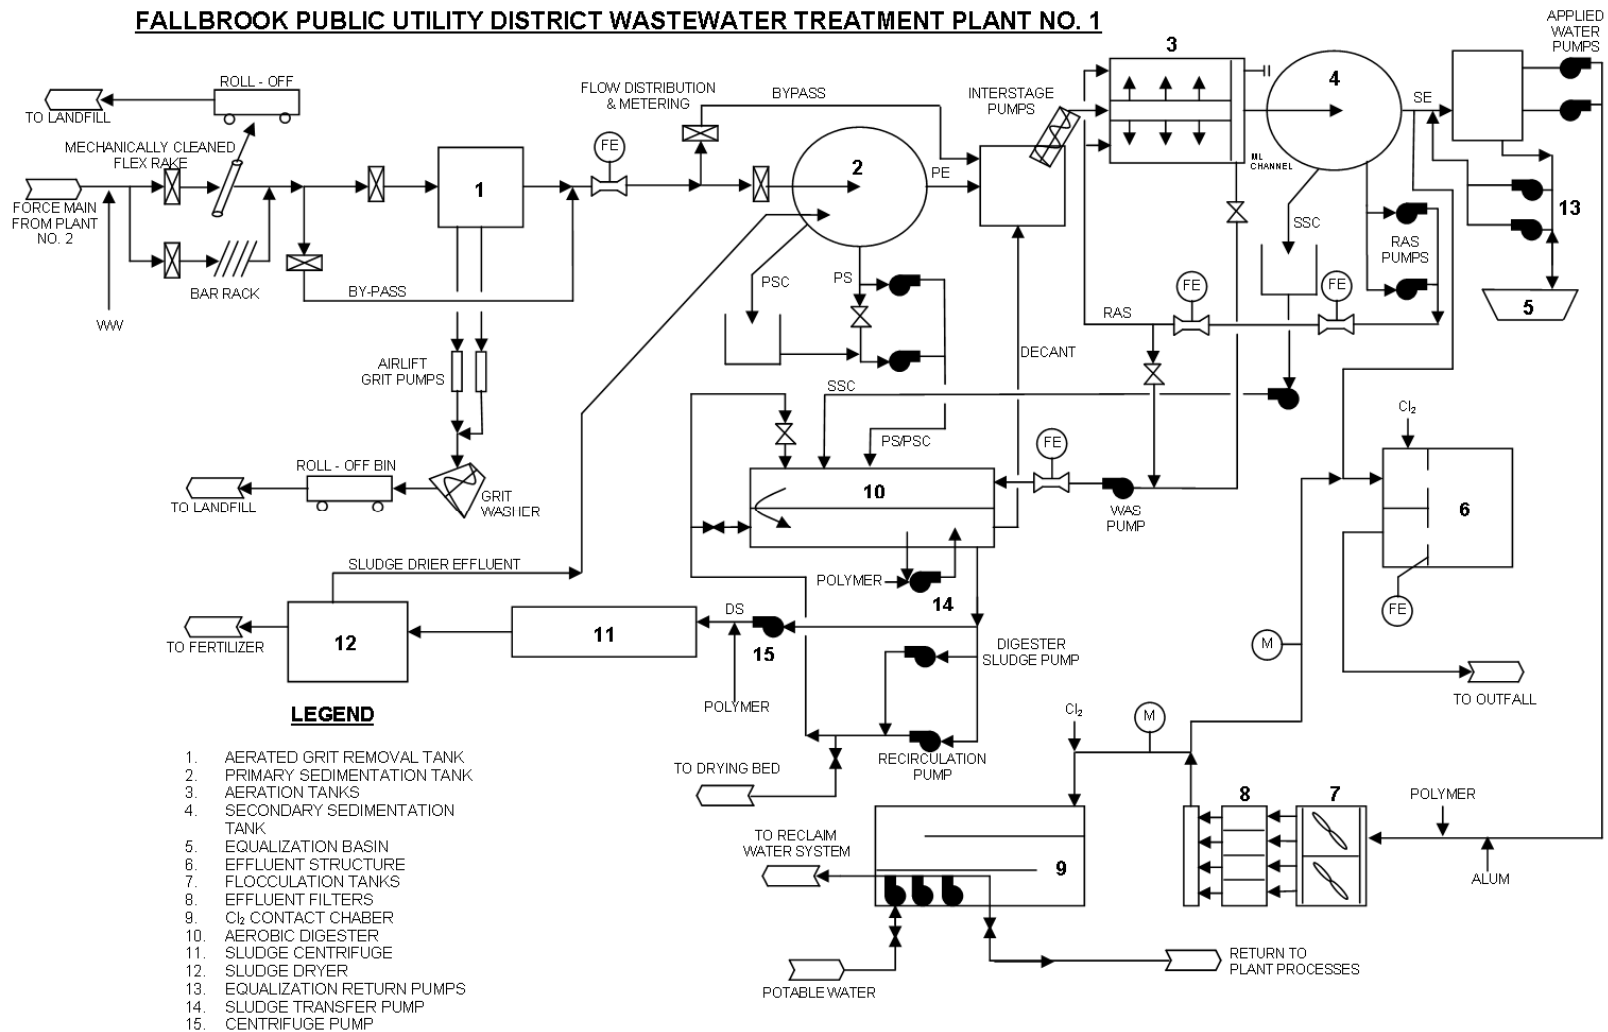 FALLBROOK PUBLIC UTILITY DISTRICT WASTEWATER TREATMENT PLANT NO. 1
APPLIED
WATER
PUMPS
ROLL - OFF
TO LANDFILL
MECHANICALLY CLEANED
FLEX RAKE
FORCE MAIN
FROM PLANT
NO. 2
BAR RACK
WW
BY-PASS
1
FE
FLOW DISTRIBUTION
& METERING
BYPASS
2
PE
INTERSTAGE
PUMPS
3
ML
CHANNEL
4
SE
SSC
RAS
PUMPS
13
5
PSC
PS
AIRLIFT
GRIT PUMPS
RAS
FE
FE
DECANT
SSC
PS/PSC
FE
Cl₂
ROLL - OFF BIN
TO LANDFILL
GRIT
WASHER
10
WAS
PUMP
6
SLUDGE DRIER EFFLUENT
POLYMER
14
FE
TO FERTILIZER
12
11
DS
15
POLYMER
DIGESTER
SLUDGE PUMP
M
TO OUTFALL
RECIRCULATION
PUMP
TO DRYING BED
Cl₂
M
8
7
POLYMER
ALUM
TO RECLAIM
WATER SYSTEM
9
POTABLE WATER
RETURN TO
PLANT PROCESSES
LEGEND
1. AERATED GRIT REMOVAL TANK
2. PRIMARY SEDIMENTATION TANK
3. AERATION TANKS
4. SECONDARY SEDIMENTATION
TANK
5. EQUALIZATION BASIN
6. EFFLUENT STRUCTURE
7. FLOCCULATION TANKS
8. EFFLUENT FILTERS
9. Cl₂ CONTACT CHABER
10. AEROBIC DIGESTER
11. SLUDGE CENTRIFUGE
12. SLUDGE DRYER
13. EQUALIZATION RETURN PUMPS
14. SLUDGE TRANSFER PUMP
15. CENTRIFUGE PUMP